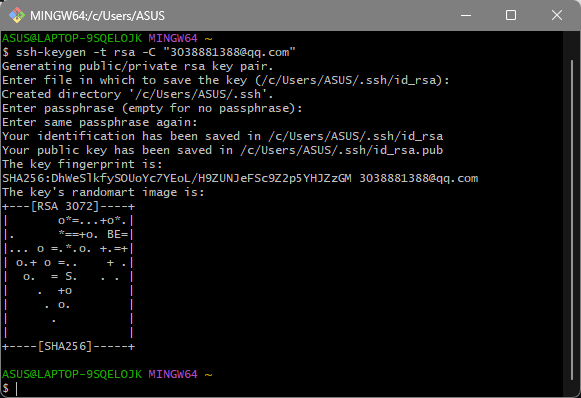 MINGW64:/c/Users/ASUS
ASUS@LAPTOP-9SQELOJK MINGW64 ~
$ ssh-keygen -t rsa -C "3038881388@qq.com"
Generating public/private rsa key pair.
Enter file in which to save the key (/c/Users/ASUS/.ssh/id_rsa):
Created directory '/c/Users/ASUS/.ssh'.
Enter passphrase (empty for no passphrase):
Enter same passphrase again:
Your identification has been saved in /c/Users/ASUS/.ssh/id_rsa
Your public key has been saved in /c/Users/ASUS/.ssh/id_rsa.pub
The key fingerprint is:
SHA256:DhWeSlkfySOUoYc7YEoL/H9ZUNJeFSc9Z2p5YHJZzGM 3038881388@qq.com
The key's randomart image is:
+---[RSA 3072]----+
|       o*=...+o*.|
|.      *==+o. BE=|
|... o =.*.o. +.=+|
| o.+ o =..    + .|
|  o.  = S.   . . |
|    .  +o        |
|     . o.        |
|      .          |
|                 |
+----[SHA256]-----+
ASUS@LAPTOP-9SQELOJK MINGW64 ~
$